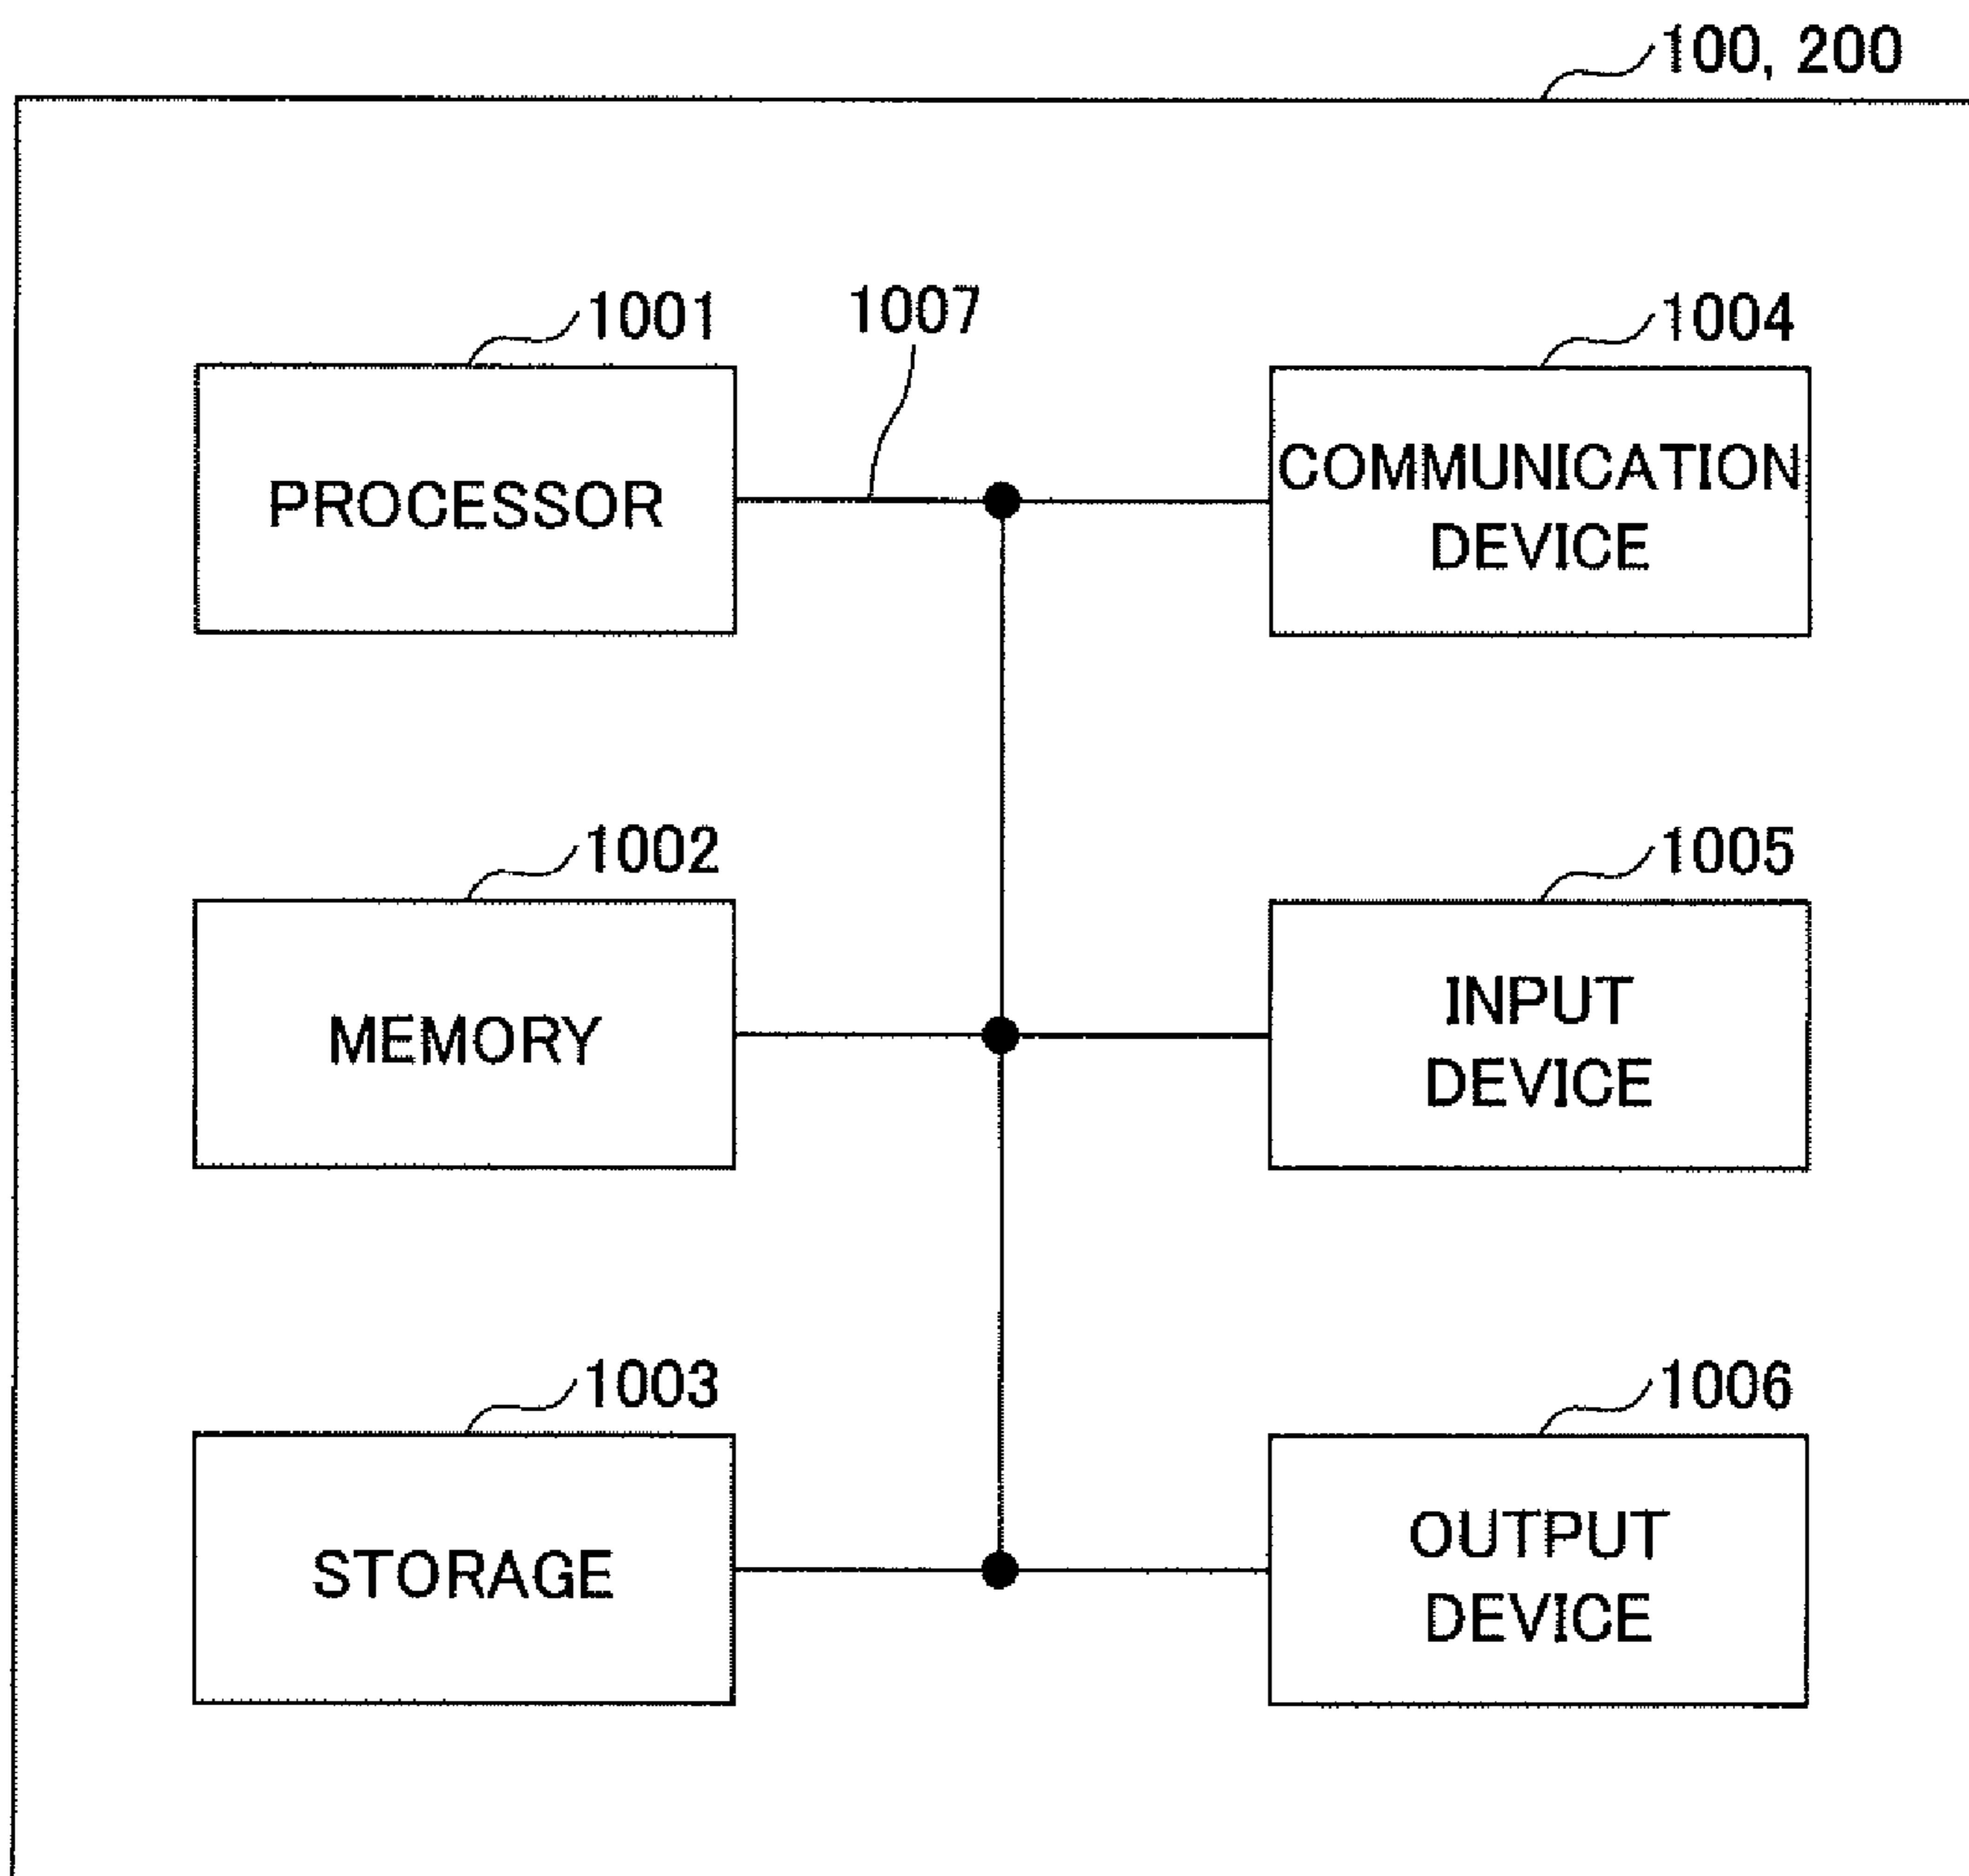 100, 200
1001
1007
1004
PROCESSOR
COMMUNICATION
DEVICE
1002
1005
MEMORY
INPUT
DEVICE
1003
1006
STORAGE
OUTPUT
DEVICE